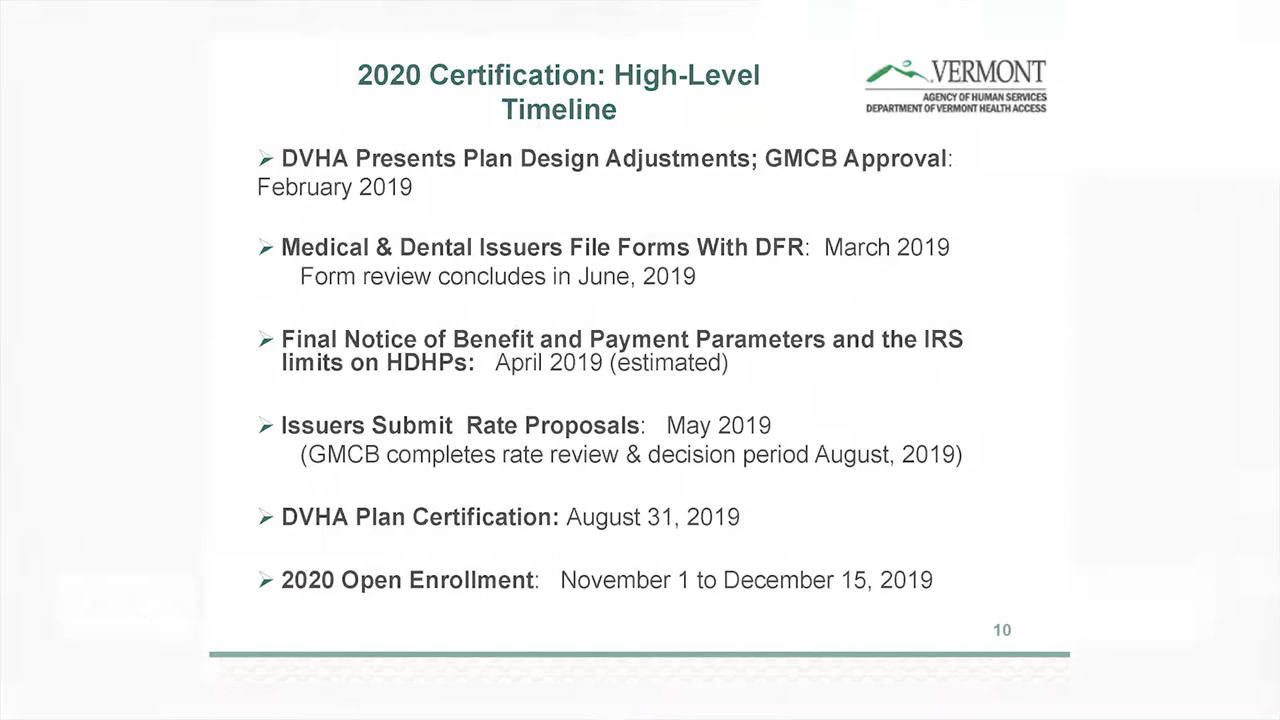 2020 Certification: High-Level
Timeline
VERMONT
AGENCY OF HUMAN SERVICES
DEPARTMENT OF VERMONT HEALTH ACCESS
➢ DVHA Presents Plan Design Adjustments; GMCB Approval:
February 2019
➢ Medical & Dental Issuers File Forms With DFR: March 2019
Form review concludes in June, 2019
➢ Final Notice of Benefit and Payment Parameters and the IRS
limits on HDHPs: April 2019 (estimated)
➢ Issuers Submit Rate Proposals: May 2019
(GMCB completes rate review & decision period August, 2019)
➢ DVHA Plan Certification: August 31, 2019
➢ 2020 Open Enrollment: November 1 to December 15, 2019
10